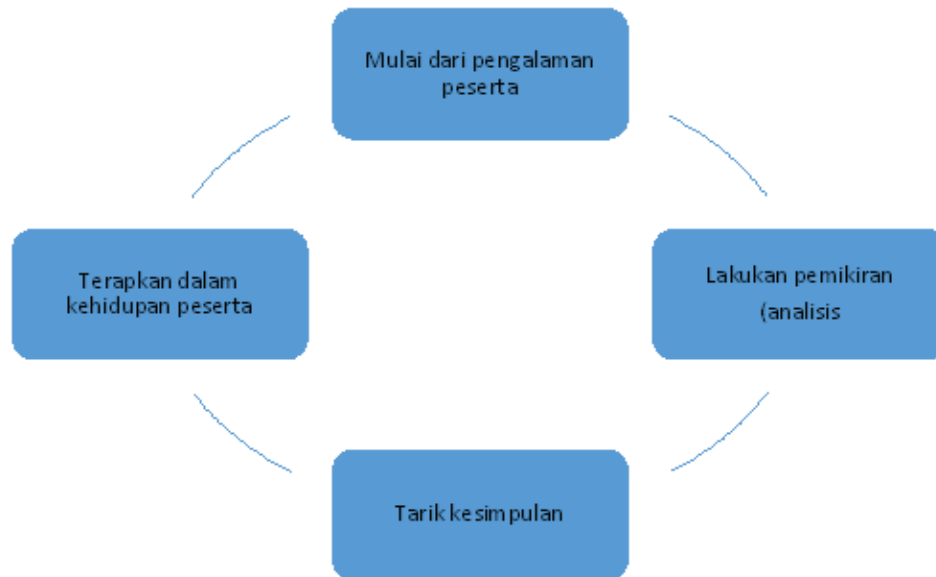 Mulai dari pengalaman
peserta
Lakukan pemikiran
(analisis
Tarik kesimpulan
Terapkan dalam
kehidupan peserta